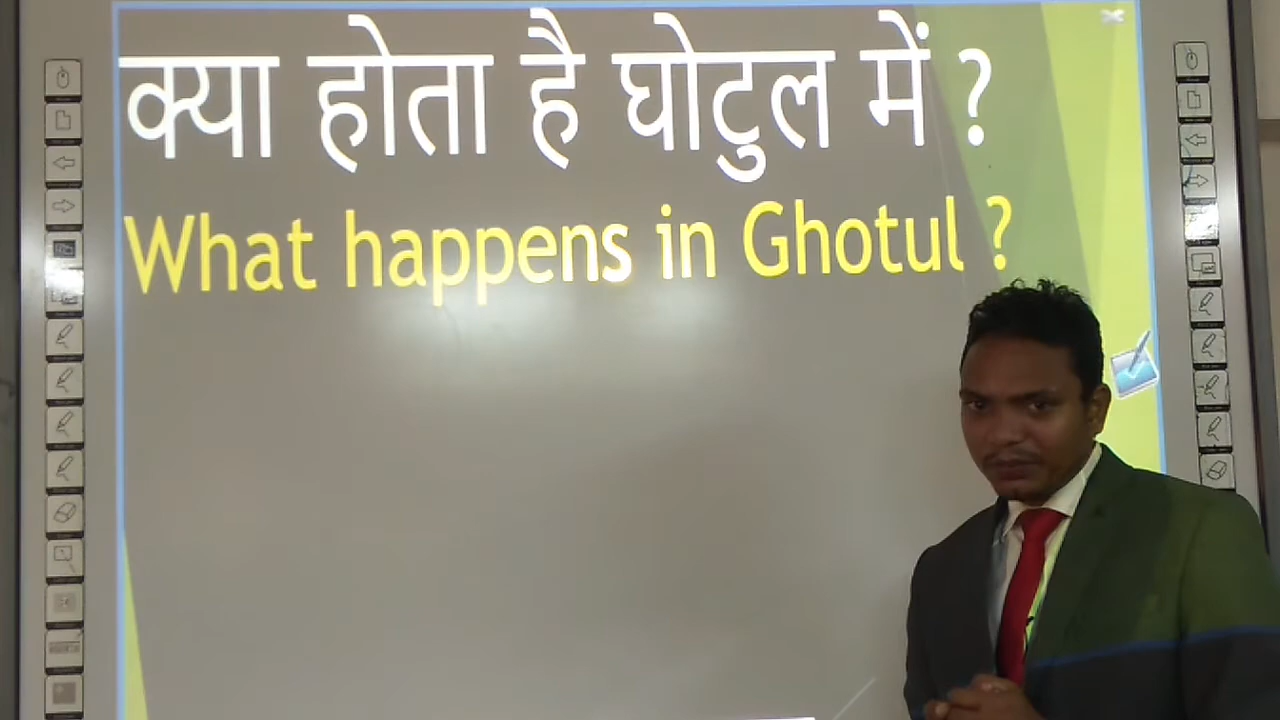 क्या होता है घोटुल में ?
What happens in Ghotul ?